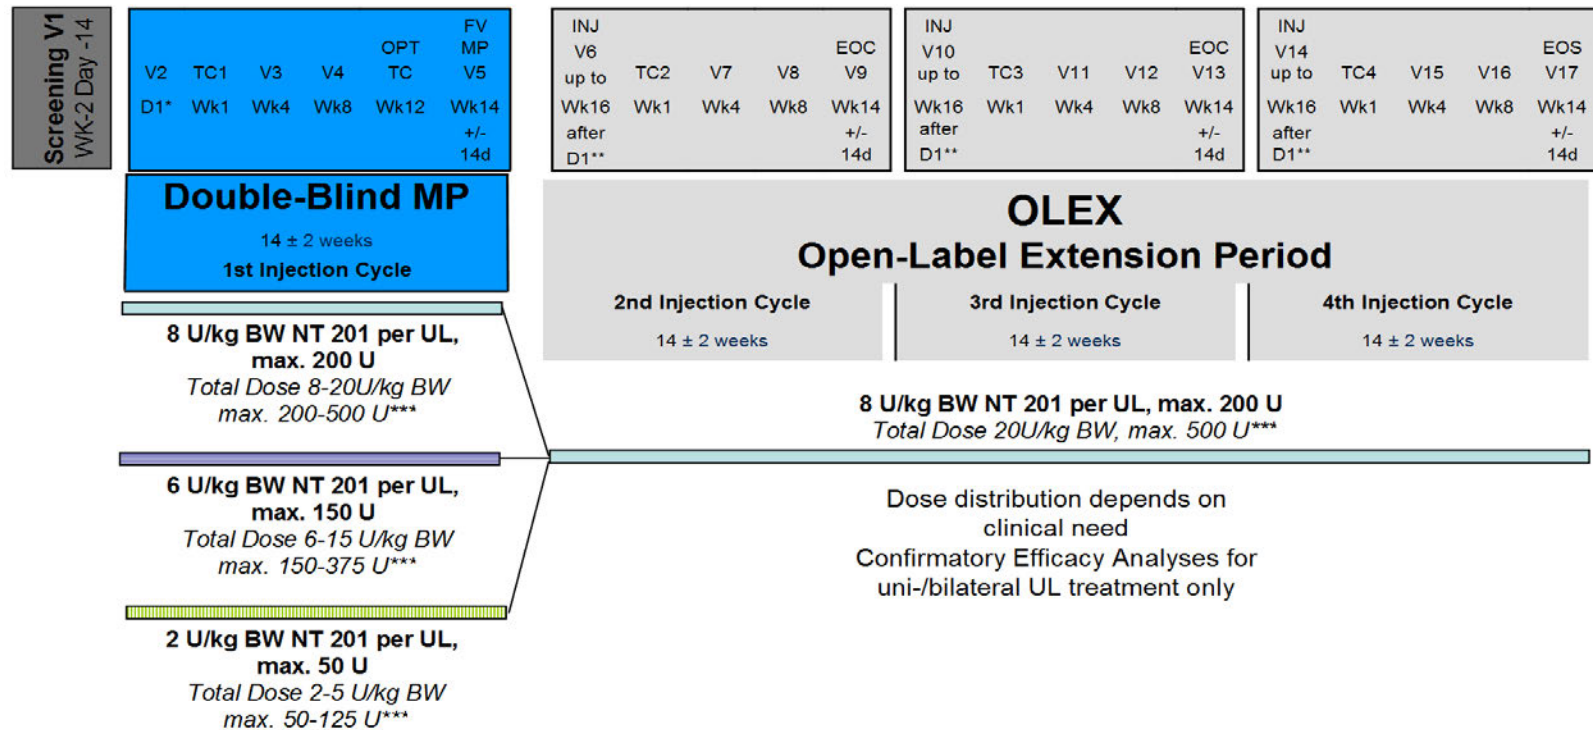 Screening V1
WK-2 Day -14
FV
OPT MP
V2 TC1 V3 V4 TC V5
D1* Wk1 Wk4 Wk8 Wk12 Wk14
+/-
14d
INJ
V6 EOC
up to TC2 V7 V8 V9
Wk16 Wk1 Wk4 Wk8 Wk14
after +/-
D1** 14d
INJ
V10 EOC
up to TC3 V11 V12 V13
Wk16 Wk1 Wk4 Wk8 Wk14
after +/-
D1** 14d
INJ
V14 EOS
up to TC4 V15 V16 V17
Wk16 Wk1 Wk4 Wk8 Wk14
after +/-
D1** 14d
Double-Blind MP
14 ± 2 weeks
1st Injection Cycle
OLEX
Open-Label Extension Period
2nd Injection Cycle 3rd Injection Cycle 4th Injection Cycle
14 ± 2 weeks 14 ± 2 weeks 14 ± 2 weeks
8 U/kg BW NT 201 per UL,
max. 200 U
Total Dose 8-20U/kg BW
max. 200-500 U***
6 U/kg BW NT 201 per UL,
max. 150 U
Total Dose 6-15 U/kg BW
max. 150-375 U***
2 U/kg BW NT 201 per UL,
max. 50 U
Total Dose 2-5 U/kg BW
max. 50-125 U***
8 U/kg BW NT 201 per UL, max. 200 U
Total Dose 20U/kg BW, max. 500 U***
Dose distribution depends on
clinical need
Confirmatory Efficacy Analyses for
uni-/bilateral UL treatment only